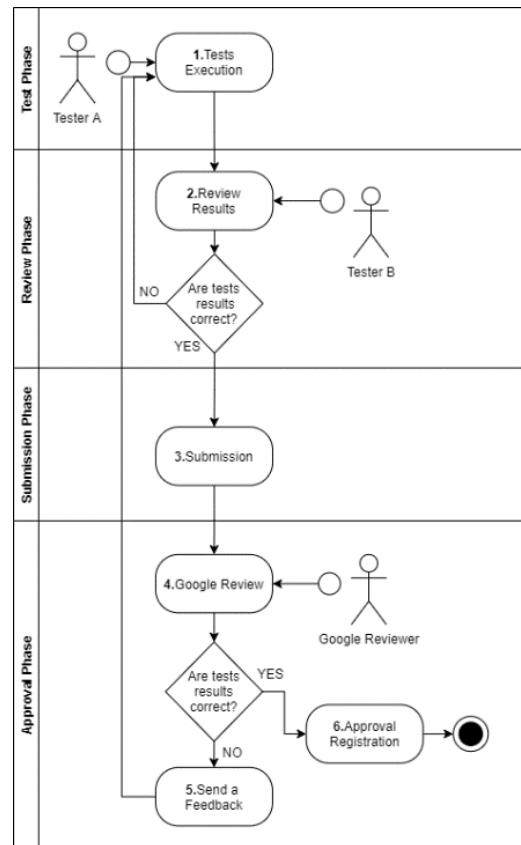 Test Phase
Tester A
1.Tests
Execution
Review Phase
2.Review
Results
Tester B
NO
Are tests
results
correct?
YES
Submission Phase
3.Submission
Approval Phase
4.Google Review
Google Reviewer
Are tests
results
correct?
YES
6.Approval
Registration
NO
5.Send a
Feedback